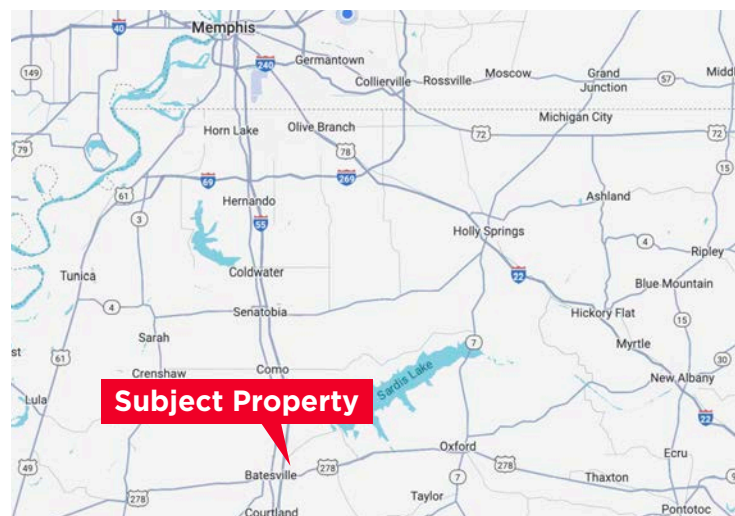 Memphis
40
240
Germantown
149
Collierville
Rossville
Moscow
Grand
Junction
57
Midd
Horn Lake
Olive Branch
Michigan City
72
72
79
78
15
61
69
269
Hernando
3
55
Ashland
Holly Springs
4
Ripley
Tunica
Coldwater
22
Blue Mountain
4
Senatobia
Hickory Flat
15
Sarah
7
Myrtle
st
61
Crenshaw
Como
Sardis Lake
30
New Albany
Lula
Subject Property
22
49
Batesville
278
Oxford
278
Ecru
278
7
Thaxton
9
Courtland
Taylor
Pontotoc